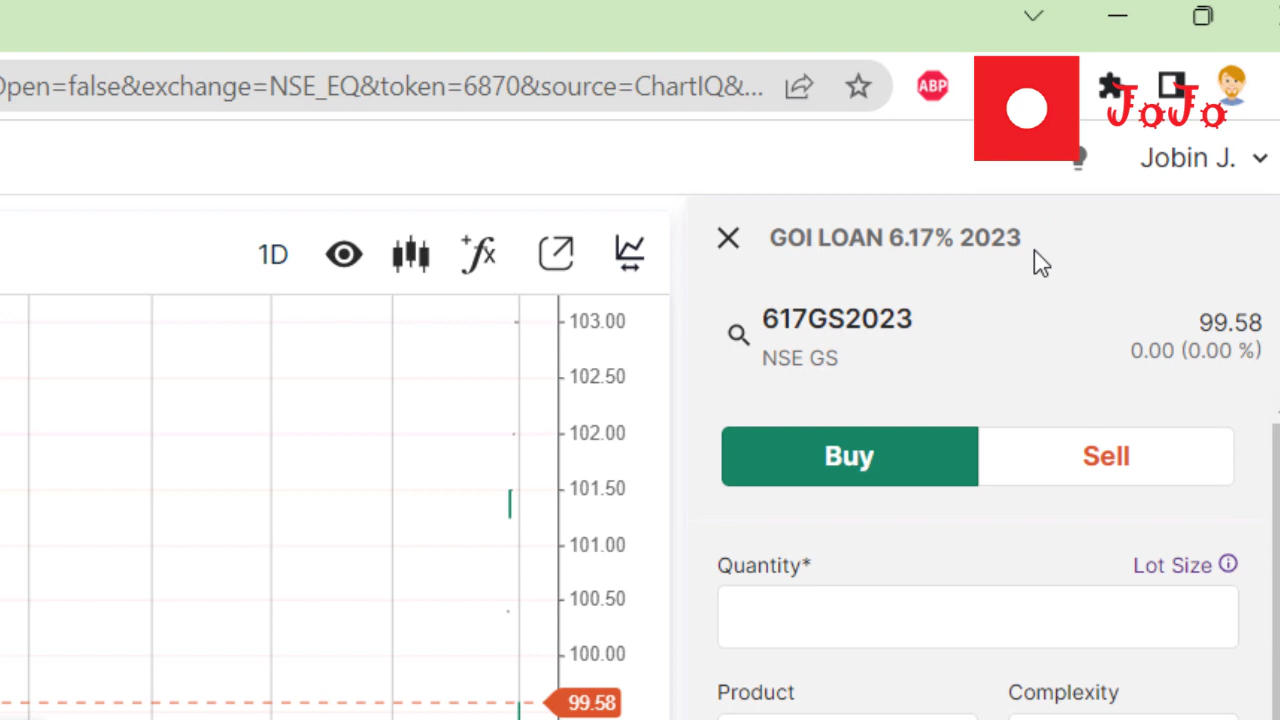 Open=false&exchange=NSE_EQ&token=6870&source=ChartIQ&...
ABP
JoJo
Jobin J.
1D
fx
GOI LOAN 6.17% 2023
617GS2023
99.58
NSE GS
0.00 (0.00 %)
Buy
Sell
Quantity*
Lot Size
Product
Complexity
103.00
102.50
102.00
101.50
101.00
100.50
100.00
99.58